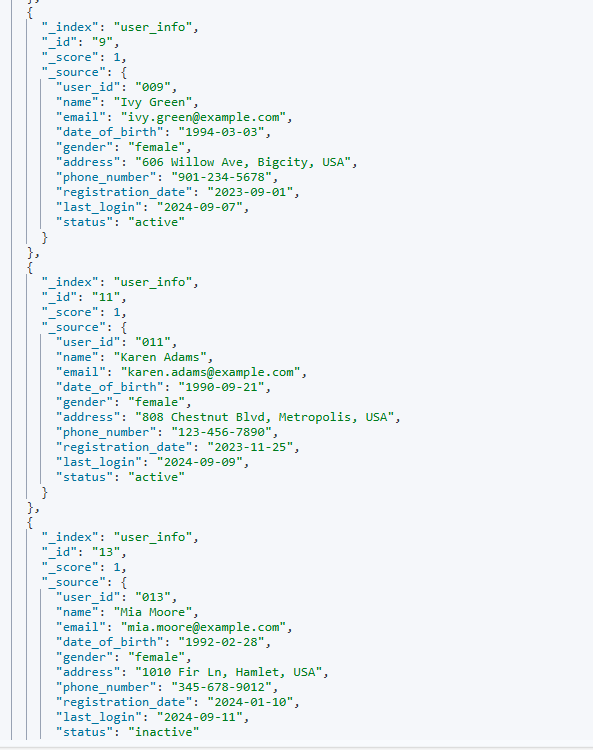 },
{
"_index": "user_info",
"_id": "9",
"_score": 1,
"_source": {
"user_id": "009",
"name": "Ivy Green",
"email": "ivy.green@example.com",
"date_of_birth": "1994-03-03",
"gender": "female",
"address": "606 Willow Ave, Bigcity, USA",
"phone_number": "901-234-5678",
"registration_date": "2023-09-01",
"last_login": "2024-09-07",
"status": "active"
}
},
{
"_index": "user_info",
"_id": "11",
"_score": 1,
"_source": {
"user_id": "011",
"name": "Karen Adams",
"email": "karen.adams@example.com",
"date_of_birth": "1990-09-21",
"gender": "female",
"address": "808 Chestnut Blvd, Metropolis, USA",
"phone_number": "123-456-7890",
"registration_date": "2023-11-25",
"last_login": "2024-09-09",
"status": "active"
}
},
{
"_index": "user_info",
"_id": "13",
"_score": 1,
"_source": {
"user_id": "013",
"name": "Mia Moore",
"email": "mia.moore@example.com",
"date_of_birth": "1992-02-28",
"gender": "female",
"address": "1010 Fir Ln, Hamlet, USA",
"phone_number": "345-678-9012",
"registration_date": "2024-01-10",
"last_login": "2024-09-11",
"status": "inactive"